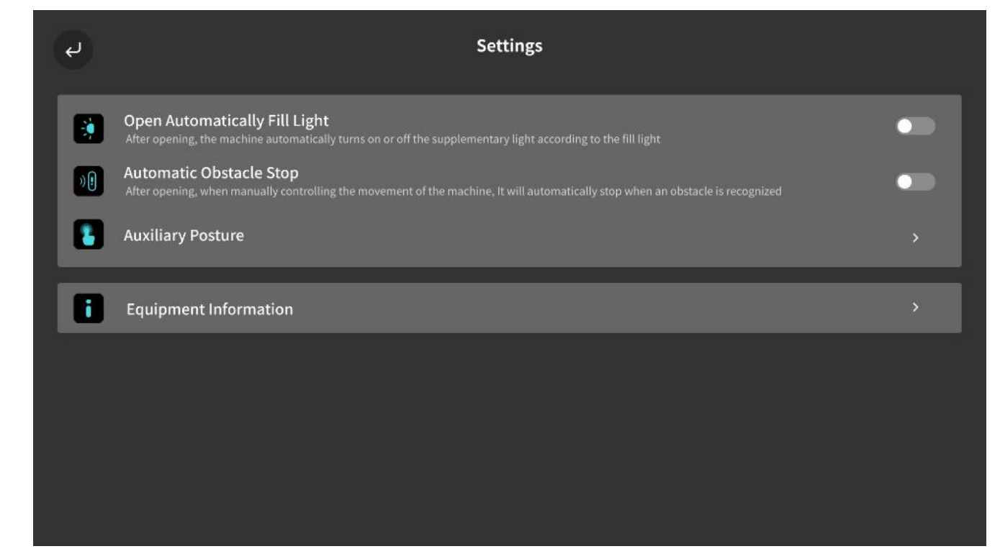 Settings
Open Automatically Fill Light
After opening, the machine automatically turns on or off the supplementary light according to the fill light
Automatic Obstacle Stop
After opening, when manually controlling the movement of the machine, It will automatically stop when an obstacle is recognized
Auxiliary Posture
Equipment Information